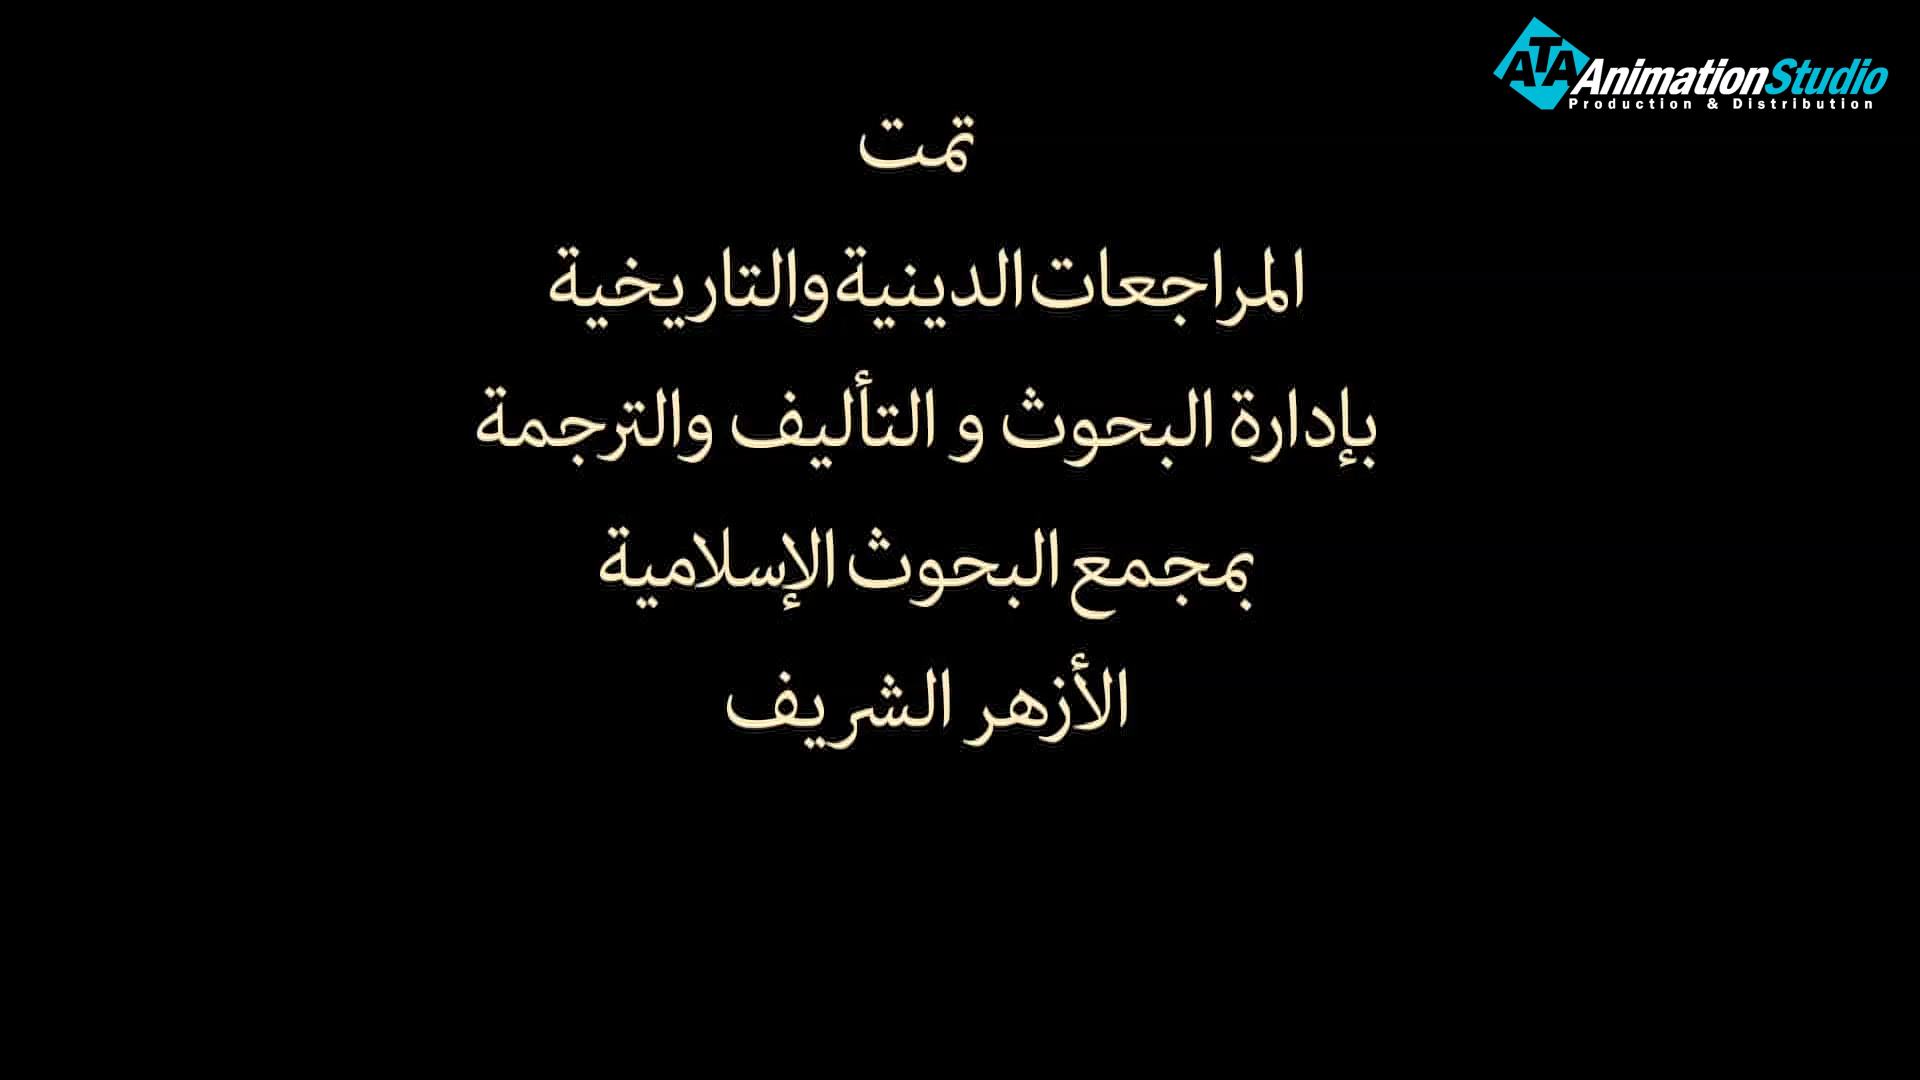 ATA AnimationStudio
Production & Distribution
تمت
المراجعات الدينية والتاريخية
بإدارة البحوث و التأليف والترجمة
بمجمع البحوث الإسلامية
الأزهر الشريف